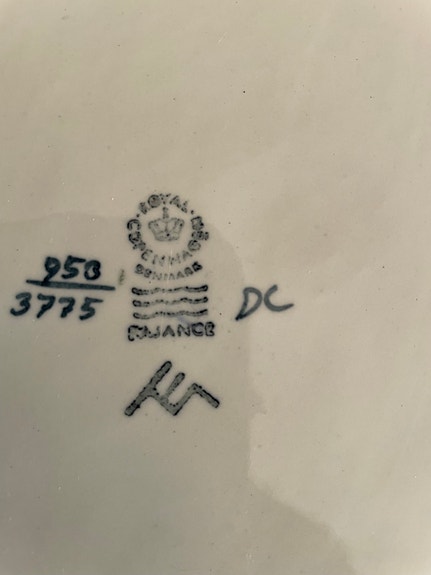 ROYAL COPENHAGEN
DENMARK
958
3775
FAJANCE
DC